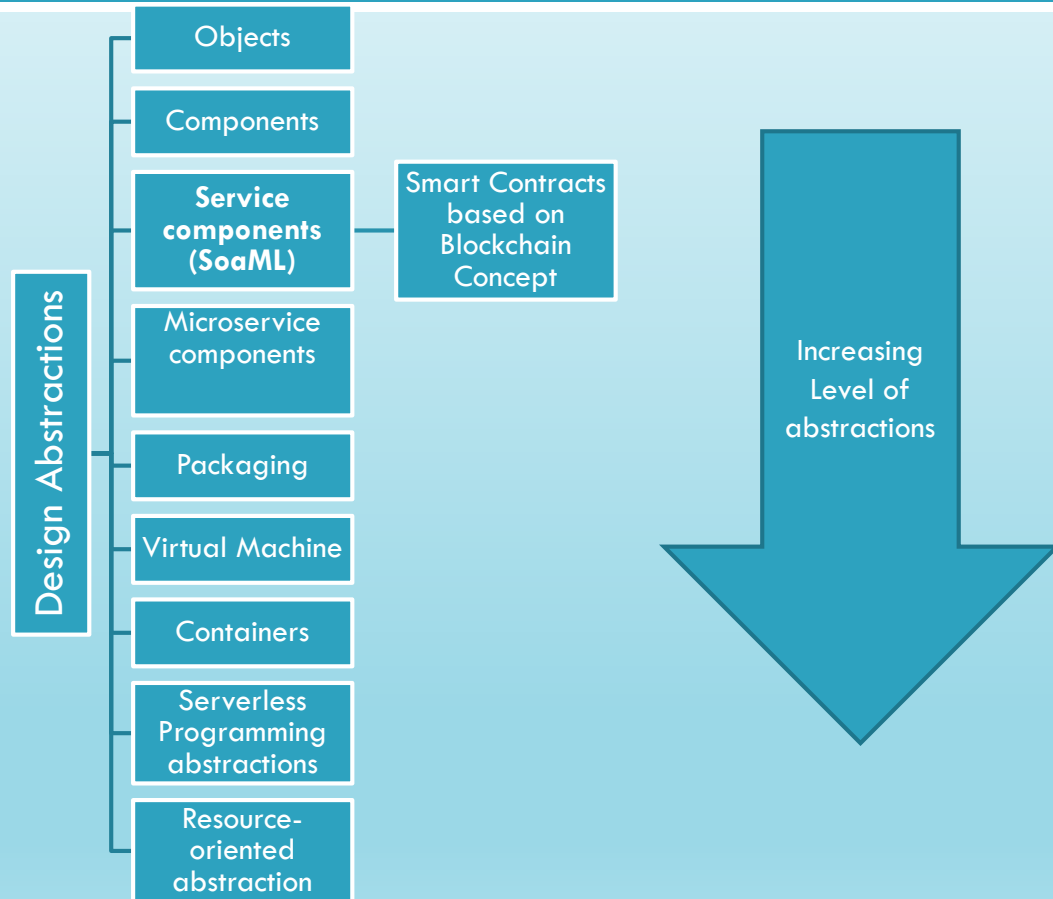 Design Abstractions
Objects
Components
Service
components
(SoaML)
Smart Contracts
based on
Blockchain
Concept
Microservice
components
Packaging
Virtual Machine
Containers
Serverless
Programming
abstractions
Resource-
oriented
abstraction
Increasing
Level of
abstractions